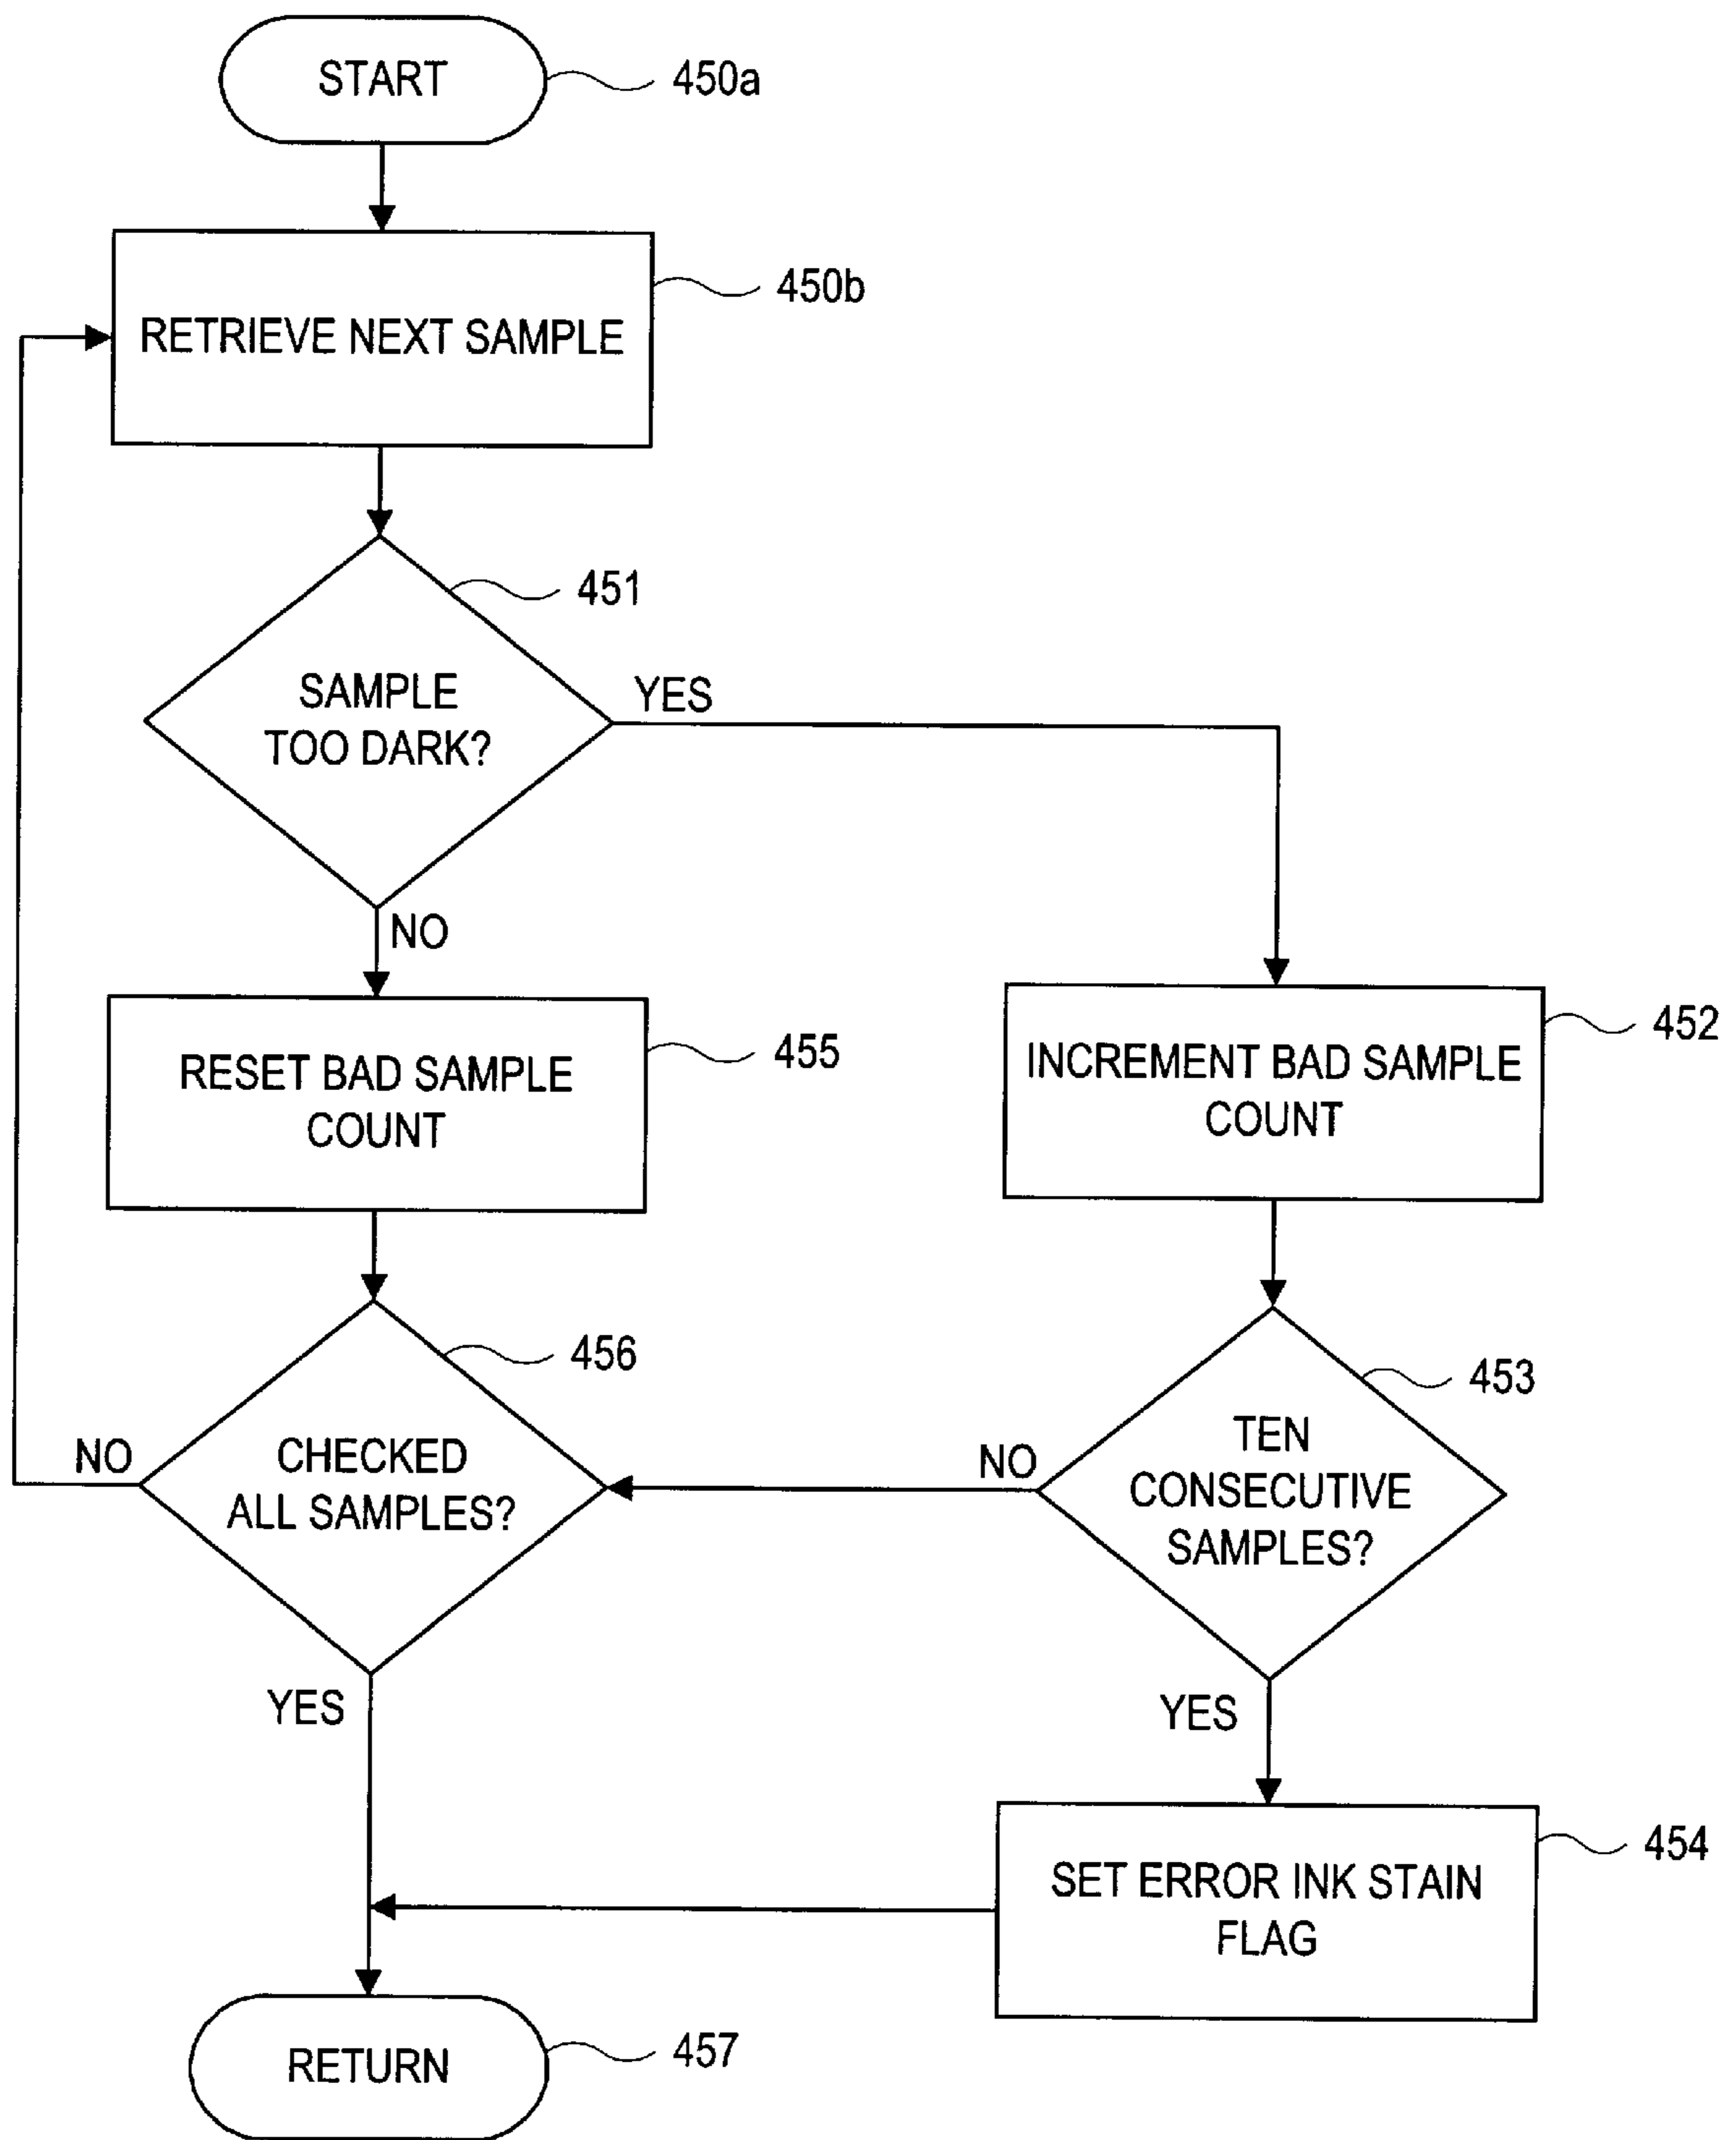 START
450a
450b
RETRIEVE NEXT SAMPLE
451
SAMPLE
TOO DARK?
YES
NO
455
RESET BAD SAMPLE
COUNT
452
INCREMENT BAD SAMPLE
COUNT
456
CHECKED
ALL SAMPLES?
NO
YES
453
TEN
CONSECUTIVE
SAMPLES?
NO
YES
454
SET ERROR INK STAIN
FLAG
RETURN
457